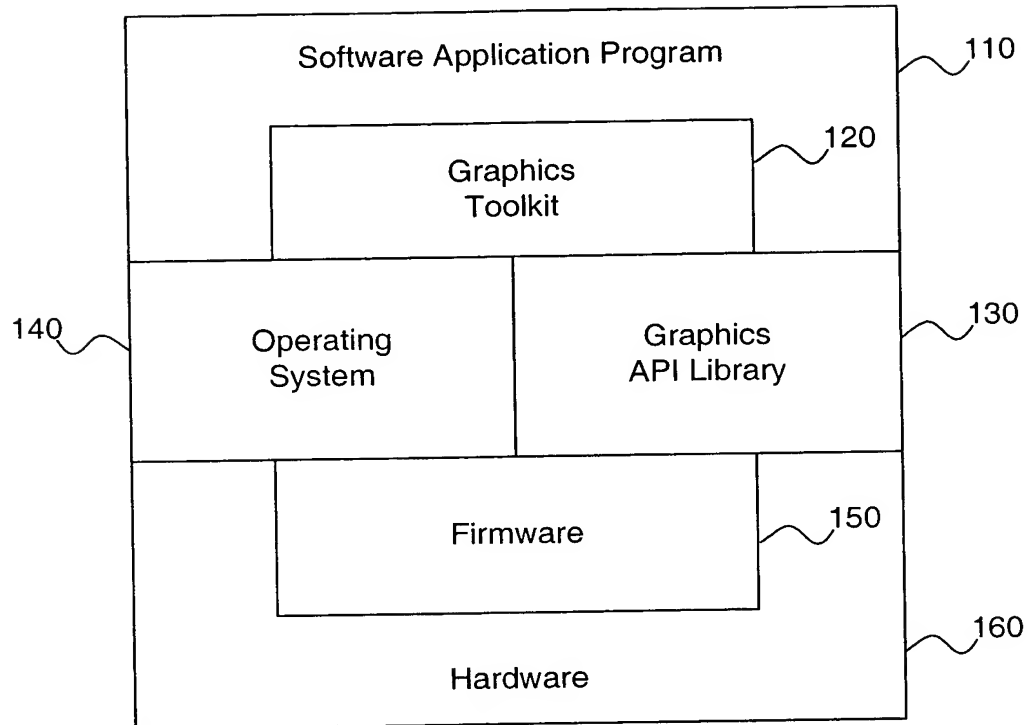 Software Application Program
110
120
Graphics
Toolkit
140
Operating
System
Graphics
API Library
130
Firmware
150
160
Hardware